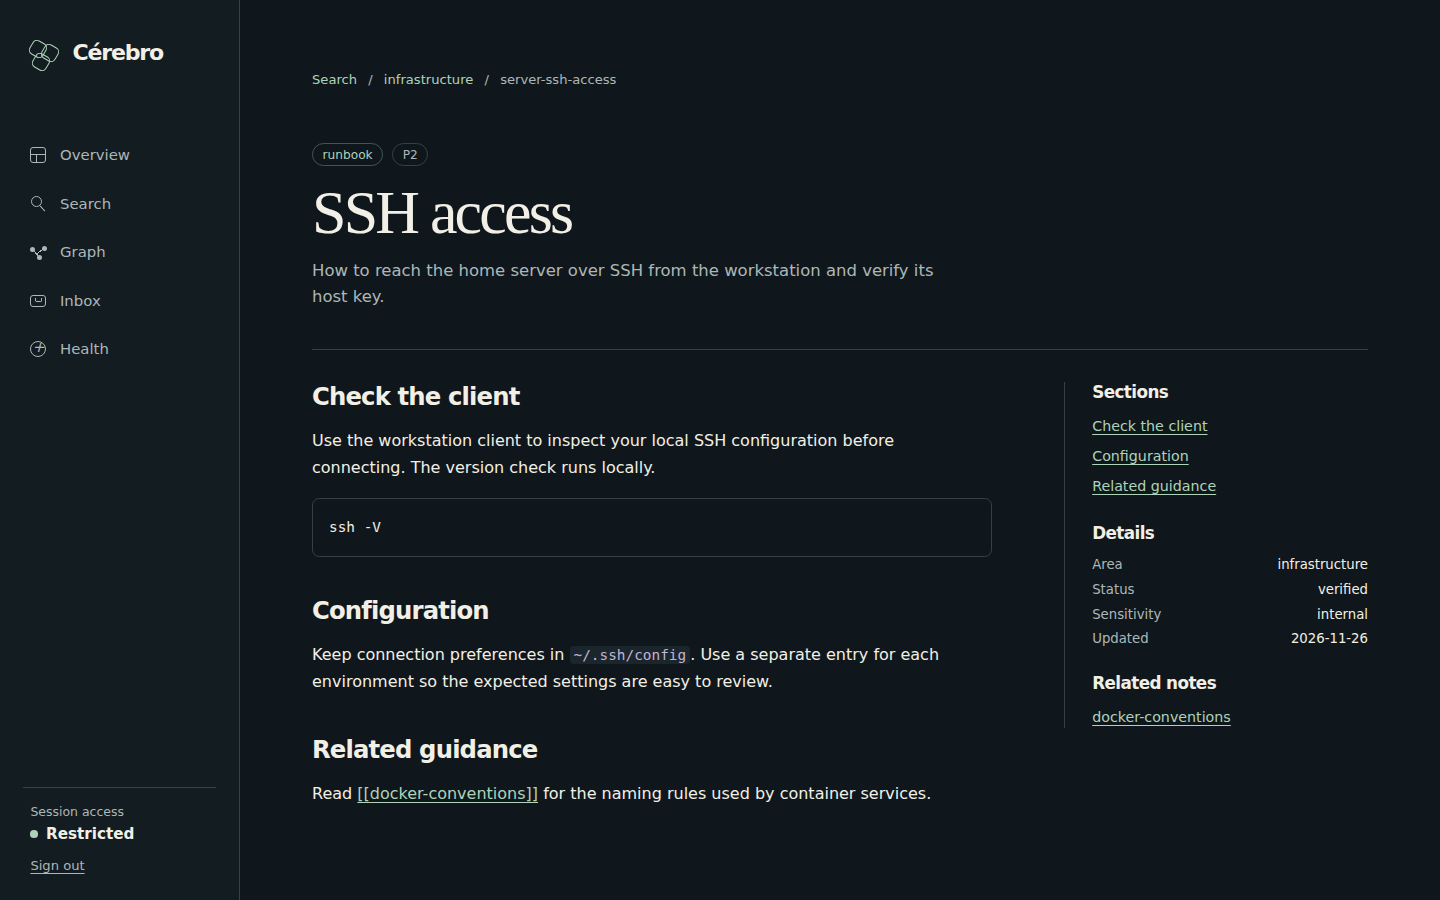 Cérebro
Overview
Search
Graph
Inbox
Health
Session access
Restricted
Sign out
Search / infrastructure / server-ssh-access
runbook P2
SSH access
How to reach the home server over SSH from the workstation and verify its
host key.
Check the client
Use the workstation client to inspect your local SSH configuration before
connecting. The version check runs locally.
ssh -V
Configuration
Keep connection preferences in ~/.ssh/config. Use a separate entry for each
environment so the expected settings are easy to review.
Related guidance
Read [[docker-conventions]] for the naming rules used by container services.
Sections
Check the client
Configuration
Related guidance
Details
Area infrastructure
Status verified
Sensitivity internal
Updated 2026-11-26
Related notes
docker-conventions